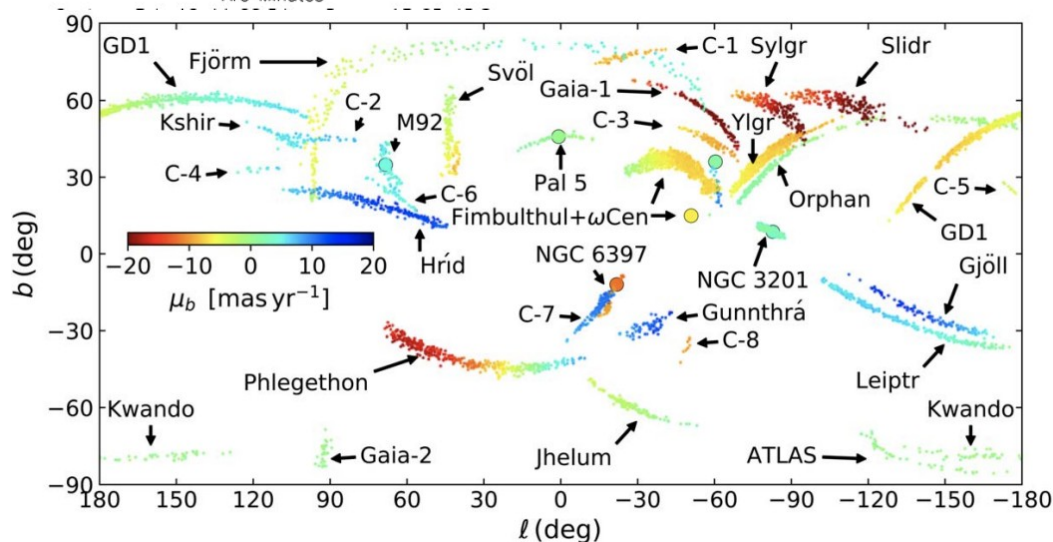 90
60
30
0
−30
−60
−90
b (deg)
GD1
Fjörm
Svöl
C-1
Sylgr
Slidr
Gaia-1
C-2
Kshir
M92
C-3
Ylgr
C-4
C-6
Pal 5
Orphan
C-5
Fimbulthul+ωCen
GD1
Hríd
NGC 6397
NGC 3201
Gjöll
−20 −10 0 10 20
μb [mas yr−1]
C-7
Gunnthrá
C-8
Phlegethon
Leiptr
Kwando
Kwando
Gaia-2
Jhelum
ATLAS
180 150 120 90 60 30 0 −30 −60 −90 −120 −150 −180
ℓ (deg)